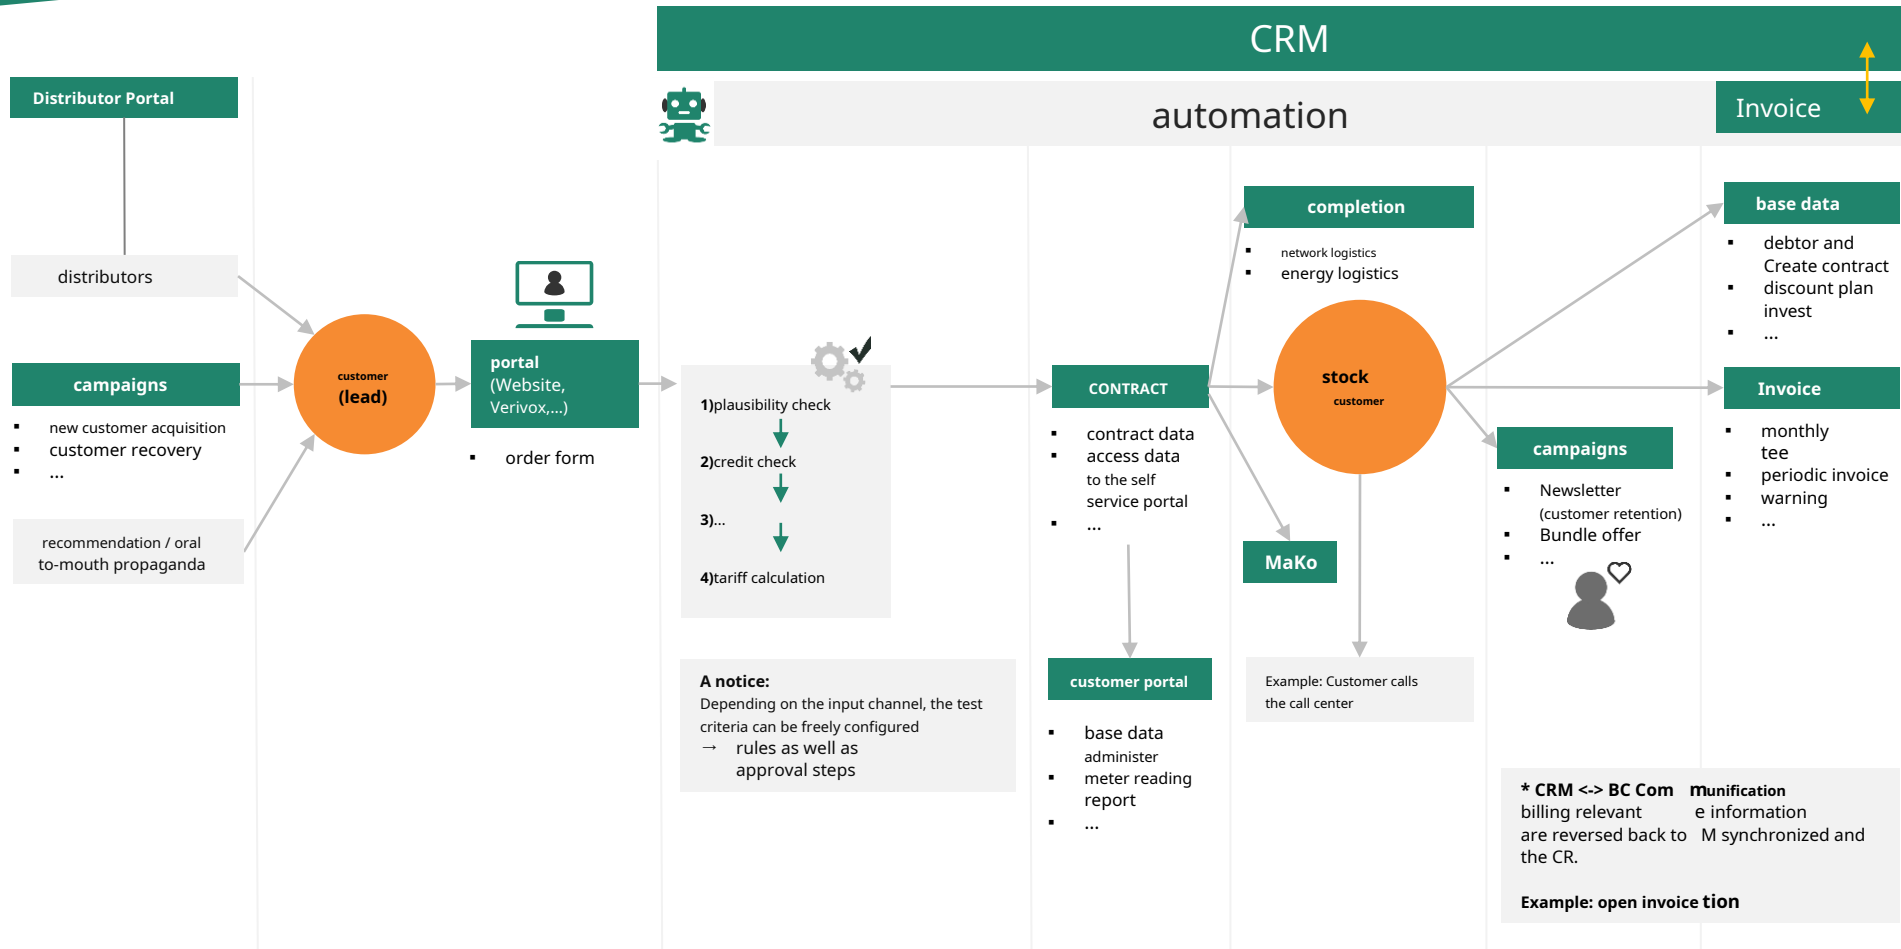 CRM
automation
Invoice
Distributor Portal
distributors
campaigns
▪ new customer acquisition
▪ customer recovery
▪ ...
recommendation / oral
to-mouth propaganda
customer
(lead)
portal
(Website,
Verivox,...)
▪ order form
1)plausibility check
2)credit check
3)...
4)tariff calculation
A notice:
Depending on the input channel, the test
criteria can be freely configured
→ rules as well as
approval steps
CONTRACT
▪ contract data
▪ access data
to the self
service portal
▪ ...
customer portal
▪ base data
administer
▪ meter reading
report
▪ ...
completion
▪ network logistics
▪ energy logistics
stock
customer
MaKo
Example: Customer calls
the call center
campaigns
▪ Newsletter
(customer retention)
▪ Bundle offer
▪ ...
base data
▪ debtor and
Create contract
▪ discount plan
invest
▪ ...
Invoice
▪ monthly
tee
▪ periodic invoice
▪ warning
▪ ...
* CRM <-> BC Com munification
billing relevant e information
are reversed back to M synchronized and
the CR.
Example: open invoice tion